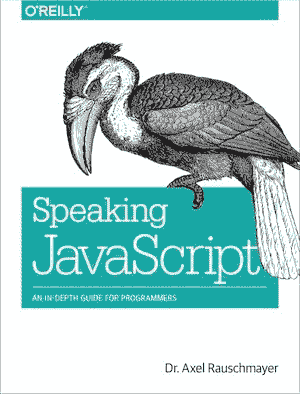 O'REILLY®
Speaking
JavaScript
AN IN-DEPTH GUIDE FOR PROGRAMMERS
Dr. Axel Rauschmayer